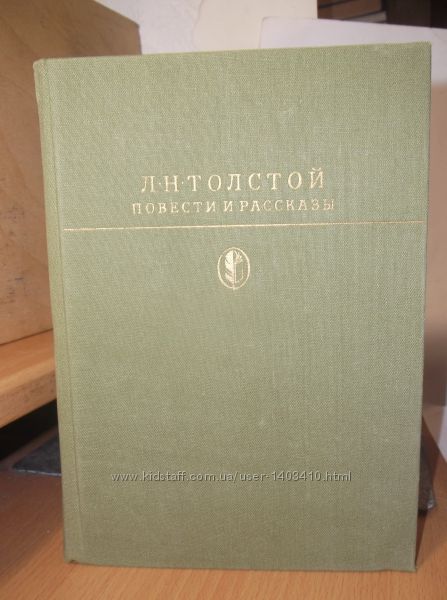 Л·Н·ТОЛСТОЙ
ПОВЕСТИ И РАССКАЗЫ
www.kidstaff.com.ua/user-1403410.html